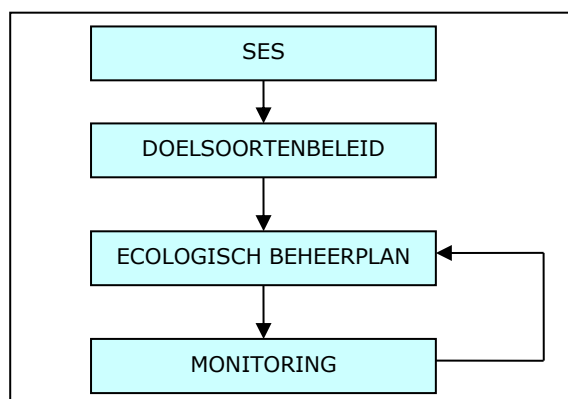 SES
DOELSOORTENBELEID
ECOLOGISCH BEHEERPLAN
MONITORING